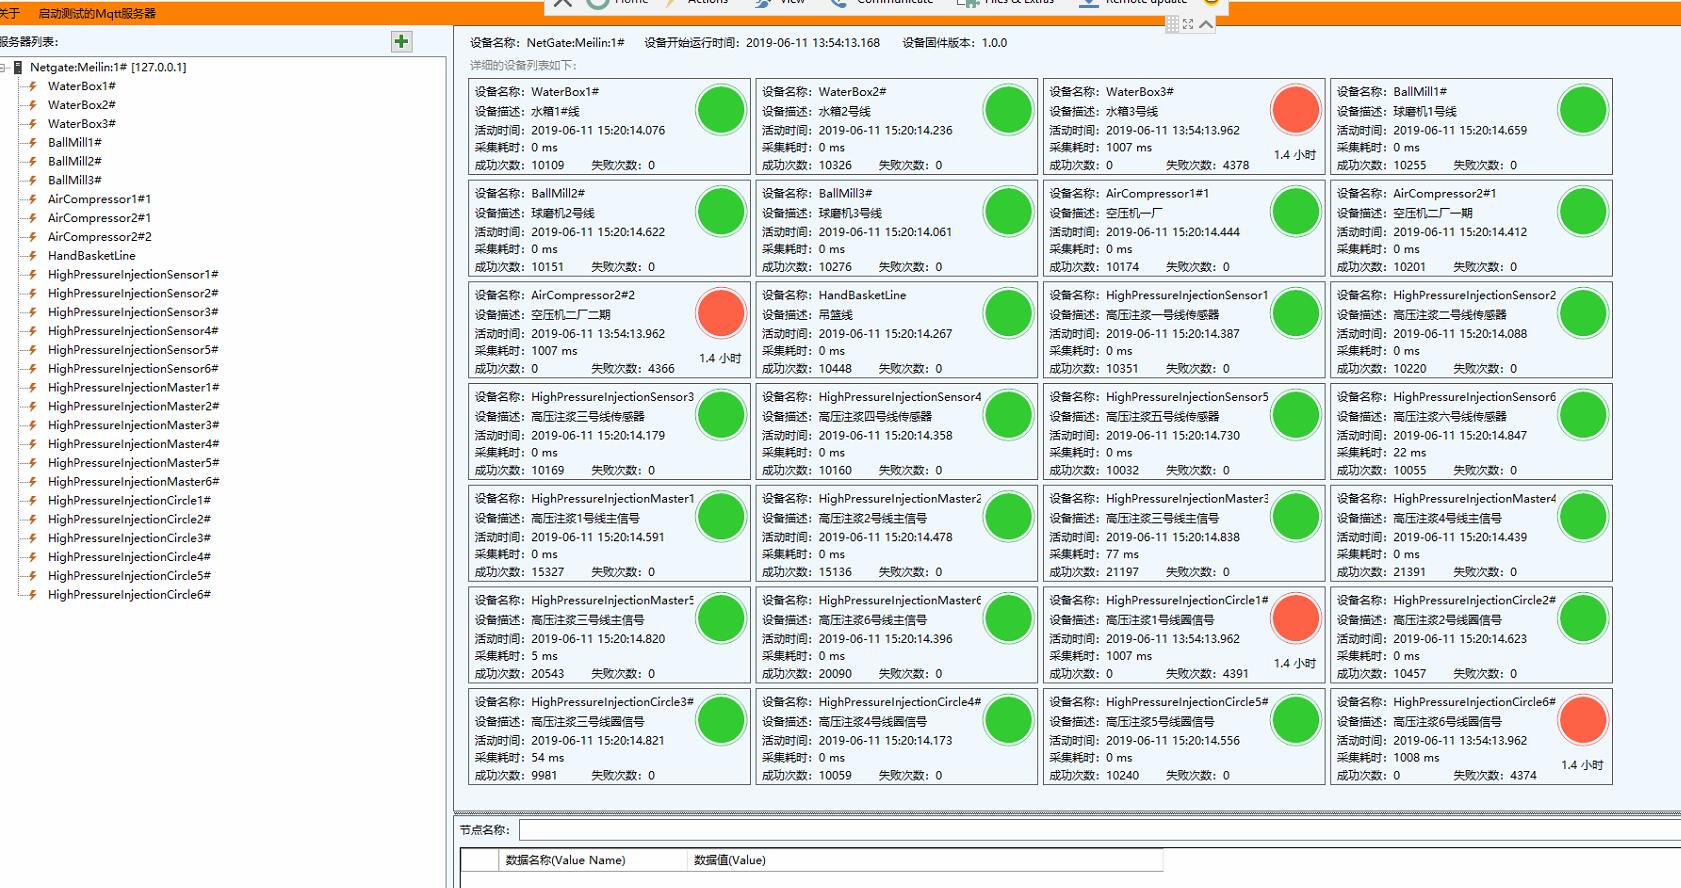 关于 启动测试的Mqtt服务器
Home Actions View Communicate Files & Extras Remote update
服务器列表:
设备名称: NetGate:Meilin:1# 设备开始运行时间: 2019-06-11 13:54:13.168 设备固件版本: 1.0.0
详细的设备列表如下:
Netgate:Meilin:1# [127.0.0.1]
WaterBox1#
WaterBox2#
WaterBox3#
BallMill1#
BallMill2#
BallMill3#
AirCompressor1#1
AirCompressor2#1
AirCompressor2#2
HandBasketLine
HighPressureInjectionSensor1#
HighPressureInjectionSensor2#
HighPressureInjectionSensor3#
HighPressureInjectionSensor4#
HighPressureInjectionSensor5#
HighPressureInjectionSensor6#
HighPressureInjectionMaster1#
HighPressureInjectionMaster2#
HighPressureInjectionMaster3#
HighPressureInjectionMaster4#
HighPressureInjectionMaster5#
HighPressureInjectionMaster6#
HighPressureInjectionCircle1#
HighPressureInjectionCircle2#
HighPressureInjectionCircle3#
HighPressureInjectionCircle4#
HighPressureInjectionCircle5#
HighPressureInjectionCircle6#
设备名称: WaterBox1#
设备描述: 水箱1#线
活动时间: 2019-06-11 15:20:14.076
采集耗时: 0 ms
成功次数: 10109 失败次数: 0
设备名称: WaterBox2#
设备描述: 水箱2号线
活动时间: 2019-06-11 15:20:14.236
采集耗时: 0 ms
成功次数: 10326 失败次数: 0
设备名称: WaterBox3#
设备描述: 水箱3号线
活动时间: 2019-06-11 13:54:13.962
采集耗时: 1007 ms
1.4 小时
成功次数: 0 失败次数: 4378
设备名称: BallMill1#
设备描述: 球磨机1号线
活动时间: 2019-06-11 15:20:14.659
采集耗时: 0 ms
成功次数: 10255 失败次数: 0
设备名称: BallMill2#
设备描述: 球磨机2号线
活动时间: 2019-06-11 15:20:14.622
采集耗时: 0 ms
成功次数: 10151 失败次数: 0
设备名称: BallMill3#
设备描述: 球磨机3号线
活动时间: 2019-06-11 15:20:14.061
采集耗时: 0 ms
成功次数: 10276 失败次数: 0
设备名称: AirCompressor1#1
设备描述: 空压机一厂
活动时间: 2019-06-11 15:20:14.444
采集耗时: 0 ms
成功次数: 10174 失败次数: 0
设备名称: AirCompressor2#1
设备描述: 空压机二厂一期
活动时间: 2019-06-11 15:20:14.412
采集耗时: 0 ms
成功次数: 10201 失败次数: 0
设备名称: AirCompressor2#2
设备描述: 空压机二厂二期
活动时间: 2019-06-11 13:54:13.962
采集耗时: 1007 ms
1.4 小时
成功次数: 0 失败次数: 4366
设备名称: HandBasketLine
设备描述: 吊篮线
活动时间: 2019-06-11 15:20:14.267
采集耗时: 0 ms
成功次数: 10448 失败次数: 0
设备名称: HighPressureInjectionSensor1
设备描述: 高压注浆一号线传感器
活动时间: 2019-06-11 15:20:14.387
采集耗时: 0 ms
成功次数: 10351 失败次数: 0
设备名称: HighPressureInjectionSensor2
设备描述: 高压注浆二号线传感器
活动时间: 2019-06-11 15:20:14.088
采集耗时: 0 ms
成功次数: 10220 失败次数: 0
设备名称: HighPressureInjectionSensor3
设备描述: 高压注浆三号线传感器
活动时间: 2019-06-11 15:20:14.179
采集耗时: 0 ms
成功次数: 10169 失败次数: 0
设备名称: HighPressureInjectionSensor4
设备描述: 高压注浆四号线传感器
活动时间: 2019-06-11 15:20:14.358
采集耗时: 0 ms
成功次数: 10160 失败次数: 0
设备名称: HighPressureInjectionSensor5
设备描述: 高压注浆五号线传感器
活动时间: 2019-06-11 15:20:14.730
采集耗时: 0 ms
成功次数: 10032 失败次数: 0
设备名称: HighPressureInjectionSensor6
设备描述: 高压注浆六号线传感器
活动时间: 2019-06-11 15:20:14.847
采集耗时: 22 ms
成功次数: 10055 失败次数: 0
设备名称: HighPressureInjectionMaster1
设备描述: 高压注浆1号线主信号
活动时间: 2019-06-11 15:20:14.591
采集耗时: 0 ms
成功次数: 15327 失败次数: 0
设备名称: HighPressureInjectionMaster2
设备描述: 高压注浆2号线主信号
活动时间: 2019-06-11 15:20:14.478
采集耗时: 0 ms
成功次数: 15136 失败次数: 0
设备名称: HighPressureInjectionMaster3
设备描述: 高压注浆三号线主信号
活动时间: 2019-06-11 15:20:14.838
采集耗时: 77 ms
成功次数: 21197 失败次数: 0
设备名称: HighPressureInjectionMaster4
设备描述: 高压注浆4号线主信号
活动时间: 2019-06-11 15:20:14.439
采集耗时: 0 ms
成功次数: 21391 失败次数: 0
设备名称: HighPressureInjectionMaster5
设备描述: 高压注浆三号线主信号
活动时间: 2019-06-11 15:20:14.820
采集耗时: 5 ms
成功次数: 20543 失败次数: 0
设备名称: HighPressureInjectionMaster6
设备描述: 高压注浆6号线主信号
活动时间: 2019-06-11 15:20:14.396
采集耗时: 0 ms
成功次数: 20090 失败次数: 0
设备名称: HighPressureInjectionCircle1#
设备描述: 高压注浆1号线圆信号
活动时间: 2019-06-11 13:54:13.962
采集耗时: 1007 ms
1.4 小时
成功次数: 0 失败次数: 4391
设备名称: HighPressureInjectionCircle2#
设备描述: 高压注浆2号线圆信号
活动时间: 2019-06-11 15:20:14.623
采集耗时: 0 ms
成功次数: 10457 失败次数: 0
设备名称: HighPressureInjectionCircle3#
设备描述: 高压注浆三号线圆信号
活动时间: 2019-06-11 15:20:14.821
采集耗时: 54 ms
成功次数: 9981 失败次数: 0
设备名称: HighPressureInjectionCircle4#
设备描述: 高压注浆4号线圆信号
活动时间: 2019-06-11 15:20:14.173
采集耗时: 0 ms
成功次数: 10059 失败次数: 0
设备名称: HighPressureInjectionCircle5#
设备描述: 高压注浆5号线圆信号
活动时间: 2019-06-11 15:20:14.556
采集耗时: 0 ms
成功次数: 10240 失败次数: 0
设备名称: HighPressureInjectionCircle6#
设备描述: 高压注浆6号线圆信号
活动时间: 2019-06-11 13:54:13.962
采集耗时: 1008 ms
1.4 小时
成功次数: 0 失败次数: 4374
节点名称:
数据名称(Value Name) 数据值(Value)